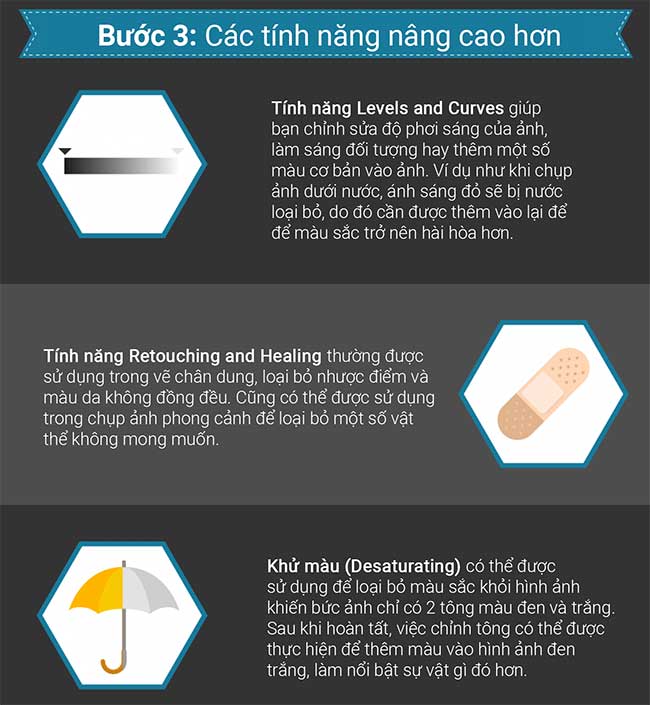 Bước 3: Các tính năng nâng cao hơn
Tính năng Levels and Curves giúp
bạn chỉnh sửa độ phơi sáng của ảnh,
làm sáng đối tượng hay thêm một số
màu cơ bản vào ảnh. Ví dụ như khi chụp
ảnh dưới nước, ánh sáng đỏ sẽ bị nước
loại bỏ, do đó cần được thêm vào lại để
để màu sắc trở nên hài hòa hơn.
Tính năng Retouching and Healing thường được
sử dụng trong vẽ chân dung, loại bỏ nhược điểm và
màu da không đồng đều. Cũng có thể được sử dụng
trong chụp ảnh phong cảnh để loại bỏ một số vật
thể không mong muốn.
Khử màu (Desaturating) có thể được
sử dụng để loại bỏ màu sắc khỏi hình ảnh
khiến bức ảnh chỉ có 2 tông màu đen và trắng.
Sau khi hoàn tất, việc chỉnh tông có thể được
thực hiện để thêm màu vào hình ảnh đen
trắng, làm nổi bật sự vật gì đó hơn.